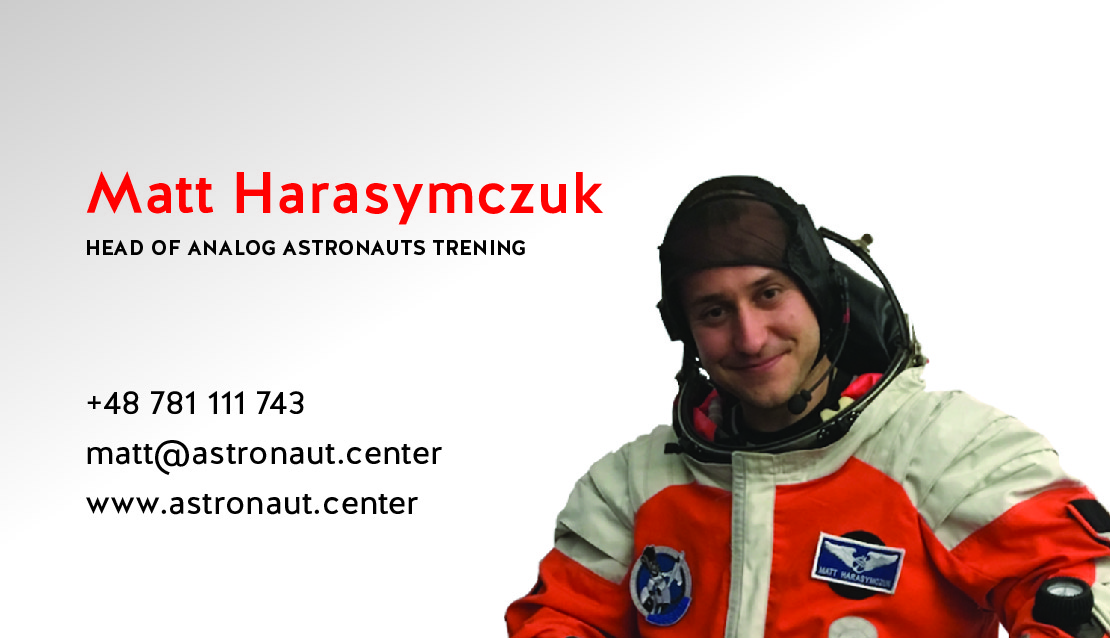 Matt Harasymczuk
HEAD OF ANALOG ASTRONAUTS TRENING
+48 781 111 743
matt@astronaut.center
www.astronaut.center
MATT HARASYMCZUK